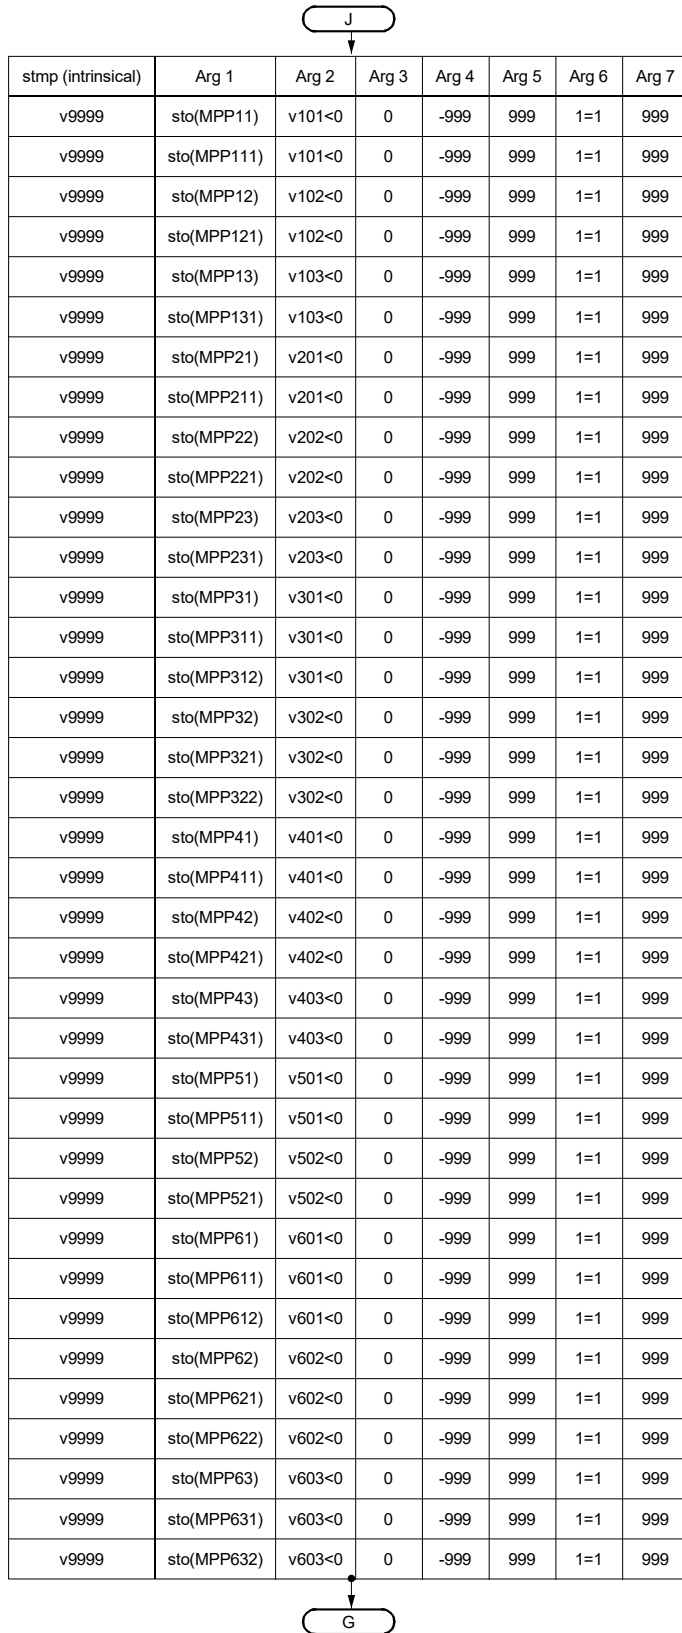 J
stmp (intrinsical) Arg 1 Arg 2 Arg 3 Arg 4 Arg 5 Arg 6 Arg 7
v9999 sto(MPP11) v101<0 0 -999 999 1=1 999
v9999 sto(MPP111) v101<0 0 -999 999 1=1 999
v9999 sto(MPP12) v102<0 0 -999 999 1=1 999
v9999 sto(MPP121) v102<0 0 -999 999 1=1 999
v9999 sto(MPP13) v103<0 0 -999 999 1=1 999
v9999 sto(MPP131) v103<0 0 -999 999 1=1 999
v9999 sto(MPP21) v201<0 0 -999 999 1=1 999
v9999 sto(MPP211) v201<0 0 -999 999 1=1 999
v9999 sto(MPP22) v202<0 0 -999 999 1=1 999
v9999 sto(MPP221) v202<0 0 -999 999 1=1 999
v9999 sto(MPP23) v203<0 0 -999 999 1=1 999
v9999 sto(MPP231) v203<0 0 -999 999 1=1 999
v9999 sto(MPP31) v301<0 0 -999 999 1=1 999
v9999 sto(MPP311) v301<0 0 -999 999 1=1 999
v9999 sto(MPP312) v301<0 0 -999 999 1=1 999
v9999 sto(MPP32) v302<0 0 -999 999 1=1 999
v9999 sto(MPP321) v302<0 0 -999 999 1=1 999
v9999 sto(MPP322) v302<0 0 -999 999 1=1 999
v9999 sto(MPP41) v401<0 0 -999 999 1=1 999
v9999 sto(MPP411) v401<0 0 -999 999 1=1 999
v9999 sto(MPP42) v402<0 0 -999 999 1=1 999
v9999 sto(MPP421) v402<0 0 -999 999 1=1 999
v9999 sto(MPP43) v403<0 0 -999 999 1=1 999
v9999 sto(MPP431) v403<0 0 -999 999 1=1 999
v9999 sto(MPP51) v501<0 0 -999 999 1=1 999
v9999 sto(MPP511) v501<0 0 -999 999 1=1 999
v9999 sto(MPP52) v502<0 0 -999 999 1=1 999
v9999 sto(MPP521) v502<0 0 -999 999 1=1 999
v9999 sto(MPP61) v601<0 0 -999 999 1=1 999
v9999 sto(MPP611) v601<0 0 -999 999 1=1 999
v9999 sto(MPP612) v601<0 0 -999 999 1=1 999
v9999 sto(MPP62) v602<0 0 -999 999 1=1 999
v9999 sto(MPP621) v602<0 0 -999 999 1=1 999
v9999 sto(MPP622) v602<0 0 -999 999 1=1 999
v9999 sto(MPP63) v603<0 0 -999 999 1=1 999
v9999 sto(MPP631) v603<0 0 -999 999 1=1 999
v9999 sto(MPP632) v603<0 0 -999 999 1=1 999
G